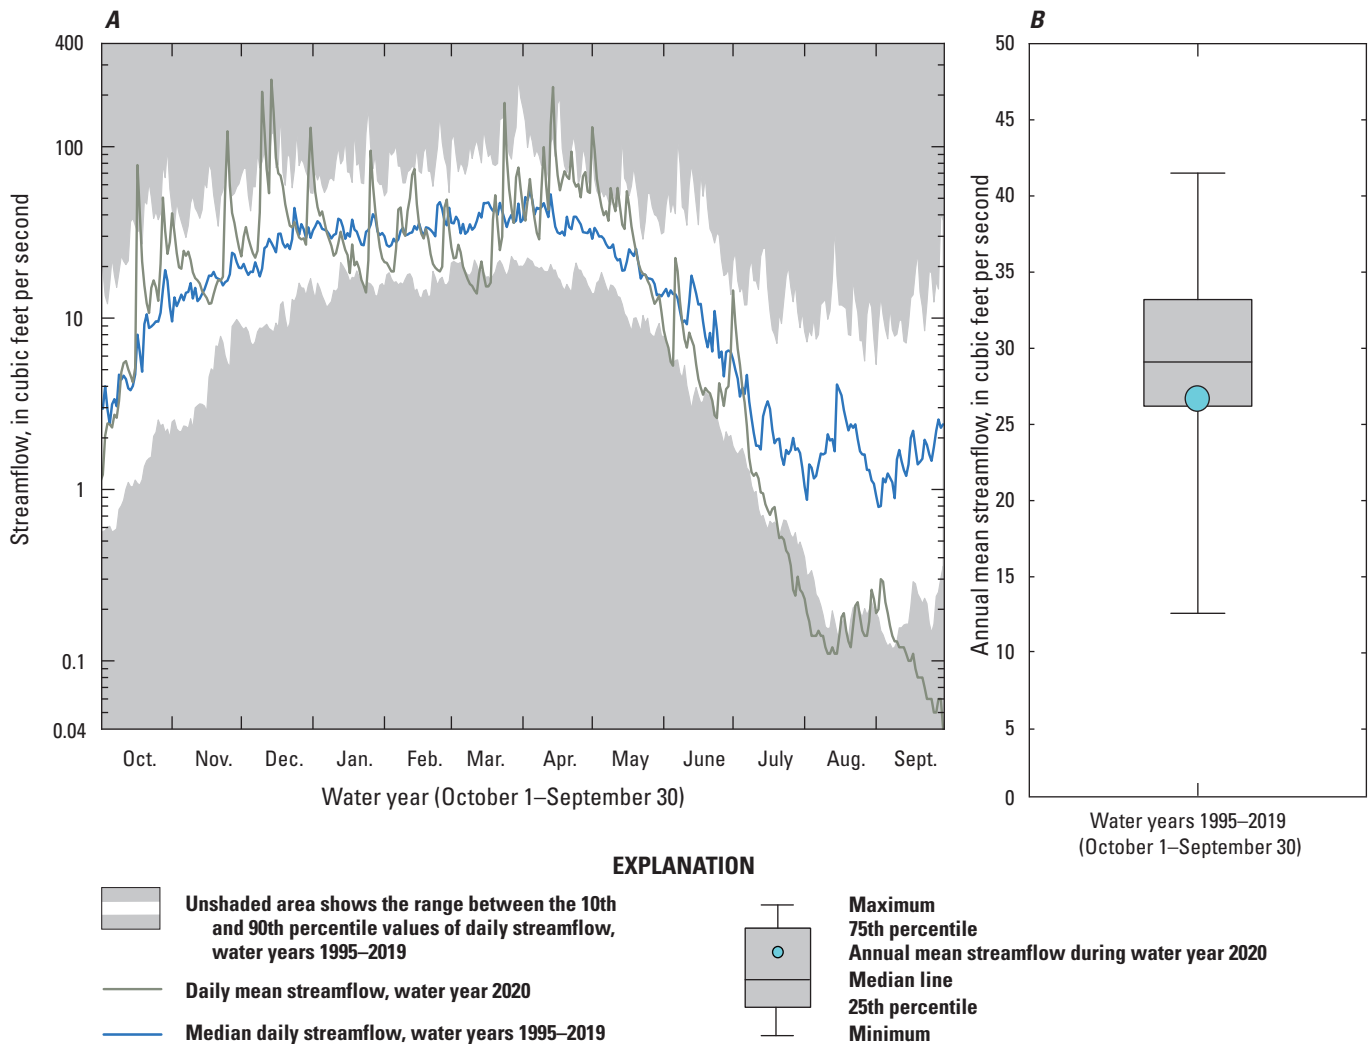 A
400
100
10
1
0.1
0.04
Streamflow, in cubic feet per second
Oct. Nov. Dec. Jan. Feb. Mar. Apr. May June July Aug. Sept.
Water year (October 1–September 30)
B
50
45
40
35
30
25
20
15
10
5
0
Annual mean streamflow, in cubic feet per second
Water years 1995–2019
(October 1–September 30)
EXPLANATION
Unshaded area shows the range between the 10th
and 90th percentile values of daily streamflow,
water years 1995–2019
Daily mean streamflow, water year 2020
Median daily streamflow, water years 1995–2019
Maximum
75th percentile
Annual mean streamflow during water year 2020
Median line
25th percentile
Minimum